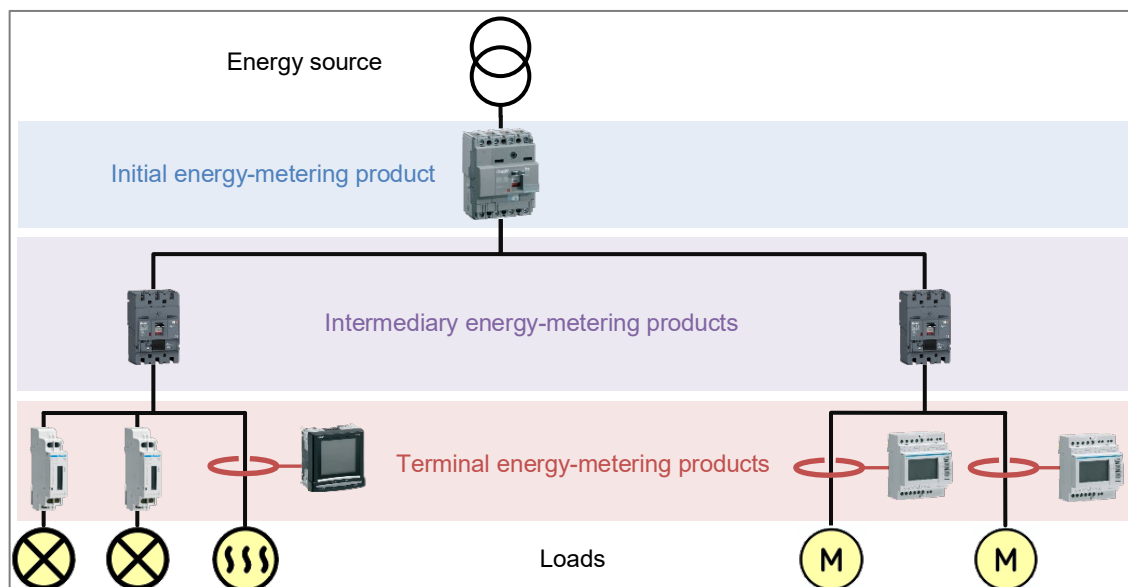 Energy source
Initial energy-metering product
Intermediary energy-metering products
Terminal energy-metering products
M
M
Loads